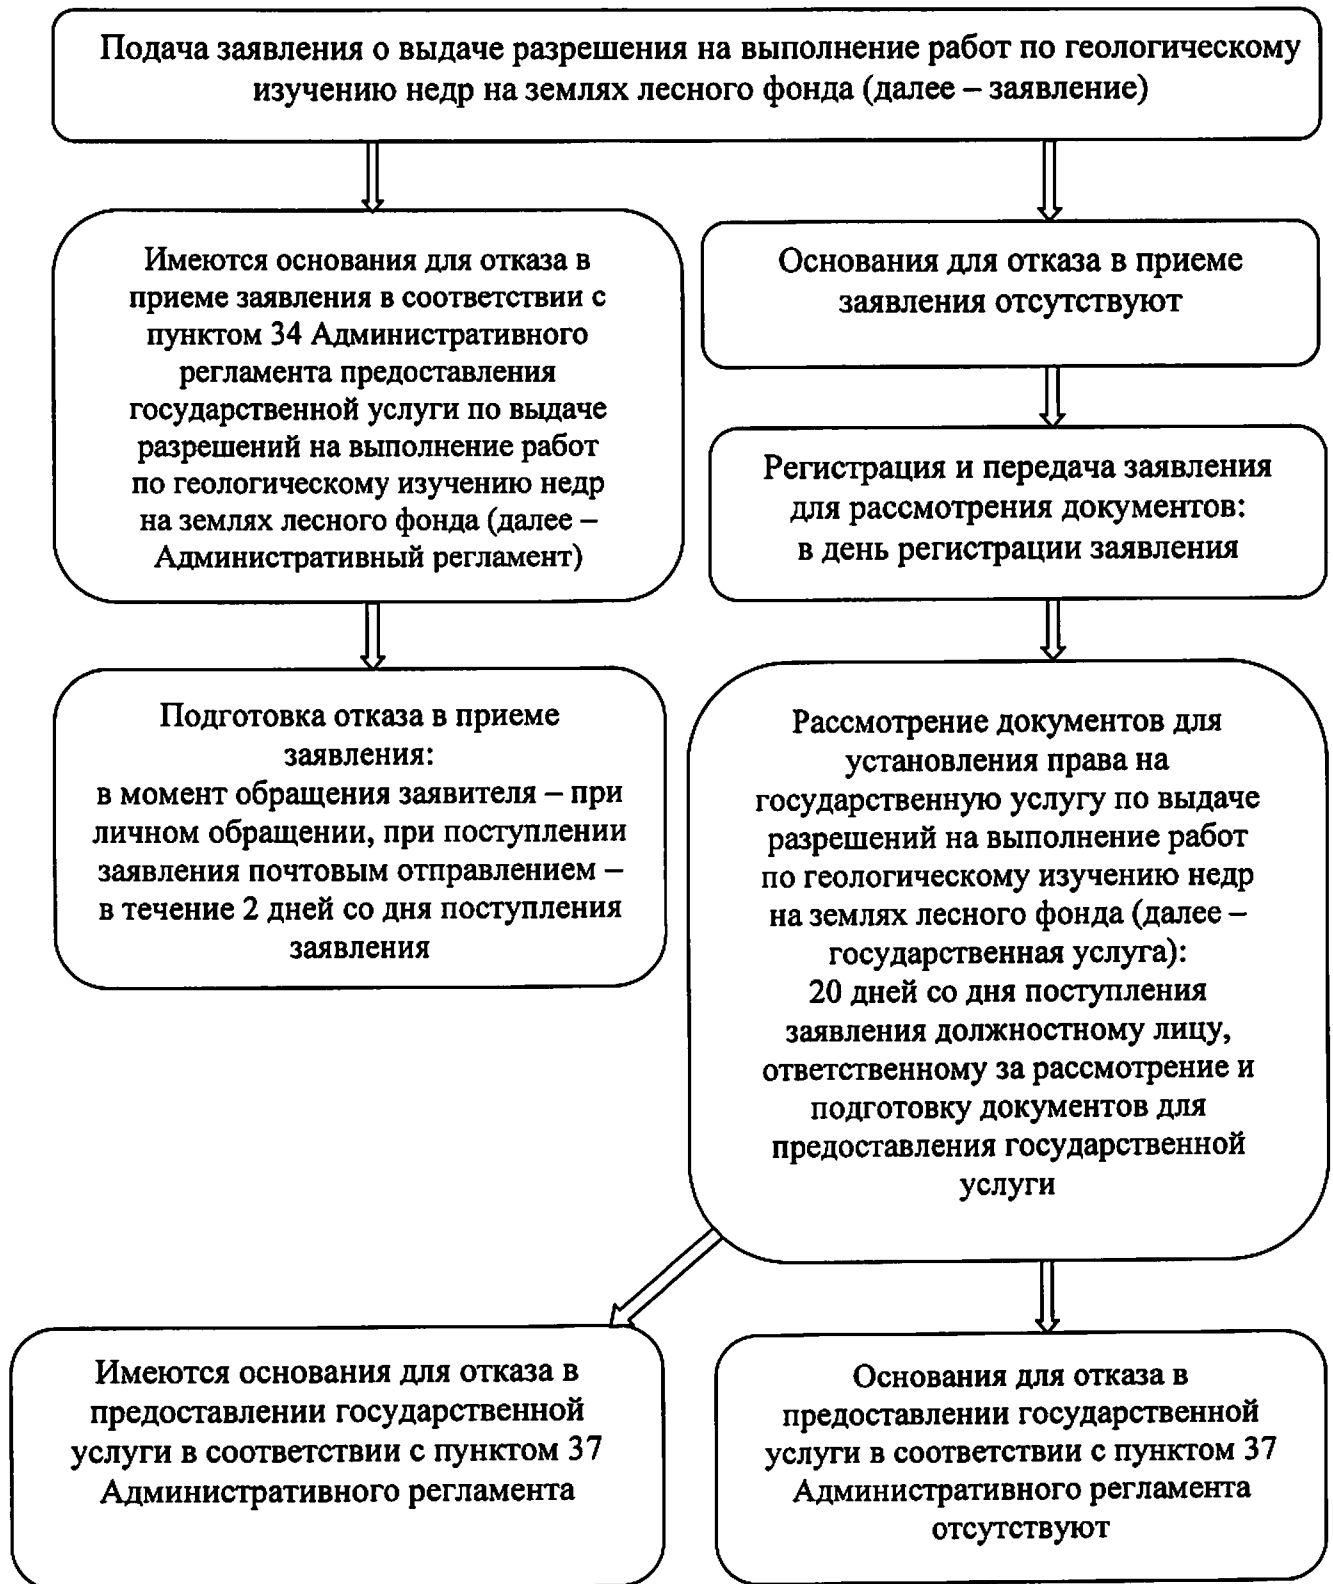 Подача заявления о выдаче разрешения на выполнение работ по геологическому
изучению недр на землях лесного фонда (далее – заявление)
Имеются основания для отказа в
приеме заявления в соответствии с
пунктом 34 Административного
регламента предоставления
государственной услуги по выдаче
разрешений на выполнение работ
по геологическому изучению недр
на землях лесного фонда (далее –
Административный регламент)
Основания для отказа в приеме
заявления отсутствуют
Регистрация и передача заявления
для рассмотрения документов:
в день регистрации заявления
Подготовка отказа в приеме
заявления:
в момент обращения заявителя – при
личном обращении, при поступлении
заявления почтовым отправлением –
в течение 2 дней со дня поступления
заявления
Рассмотрение документов для
установления права на
государственную услугу по выдаче
разрешений на выполнение работ
по геологическому изучению недр
на землях лесного фонда (далее –
государственная услуга):
20 дней со дня поступления
заявления должностному лицу,
ответственному за рассмотрение и
подготовку документов для
предоставления государственной
услуги
Имеются основания для отказа в
предоставлении государственной
услуги в соответствии с пунктом 37
Административного регламента
Основания для отказа в
предоставлении государственной
услуги в соответствии с пунктом 37
Административного регламента
отсутствуют